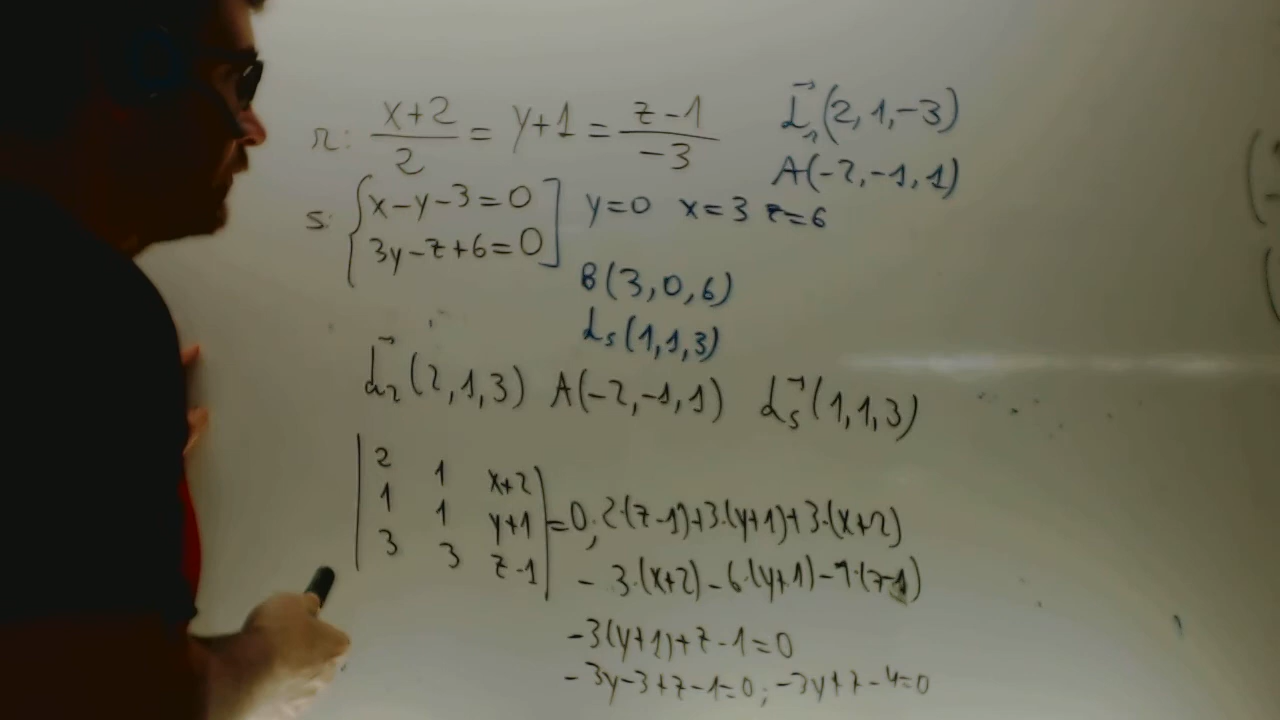 r: x+2/2 = y+1 = z-1/-3
d⃗r(2,1,-3)
A(-2,-1,1)
s: { x-y-3=0
3y-z+6=0 ] y=0 x=3 z=6
B(3,0,6)
ds(1,1,3)
d⃗r(2,1,3) A(-2,-1,1) d⃗s(1,1,3)
| 2 1 x+2 |
| 1 1 y+1 | =0; 2·(z-1)+3·(y+1)+3·(x+2)
| 3 3 z-1 |
-3·(x+2)-6·(y+1)-1·(z-1)
-3(y+1)+z-1=0
-3y-3+z-1=0; -3y+z-4=0